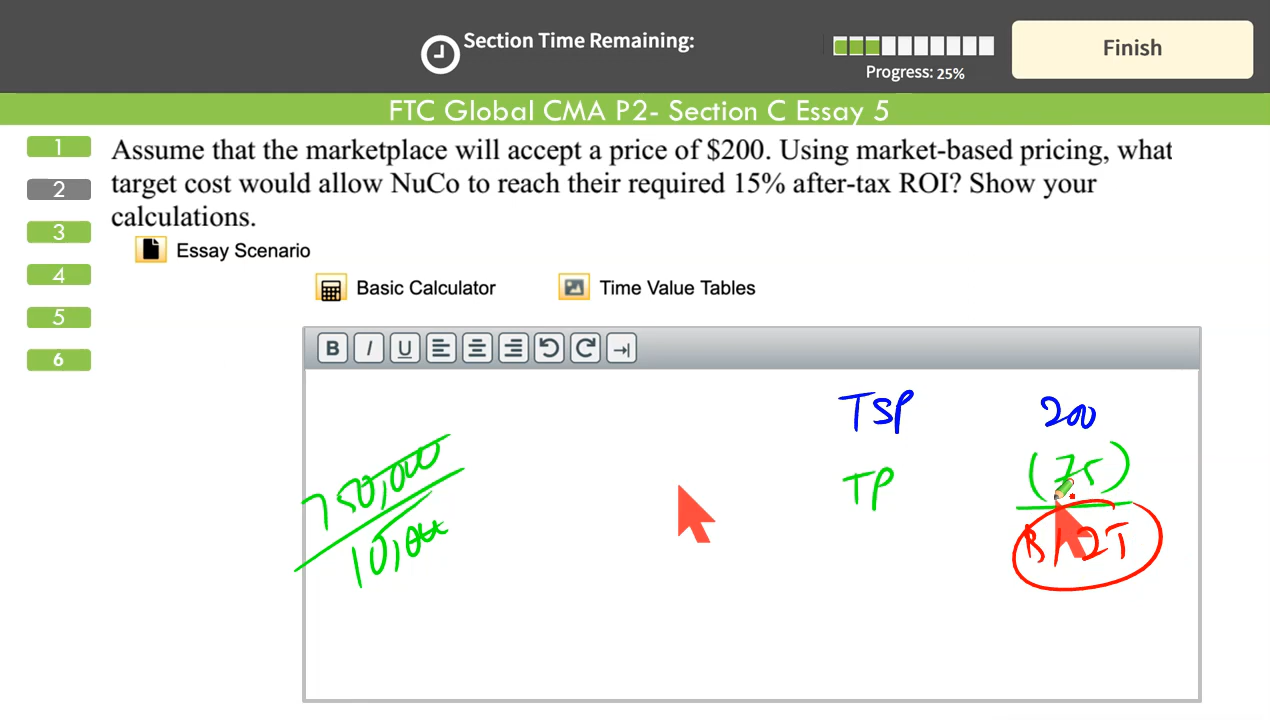 Section Time Remaining:
Progress: 25%
Finish
FTC Global CMA P2- Section C Essay 5
1
2
3
4
5
6
Assume that the marketplace will accept a price of $200. Using market-based pricing, what
target cost would allow NuCo to reach their required 15% after-tax ROI? Show your
calculations.
Essay Scenario
Basic Calculator
Time Value Tables
B I U
TSP 200
TP (75)
750,000
10,000
$125